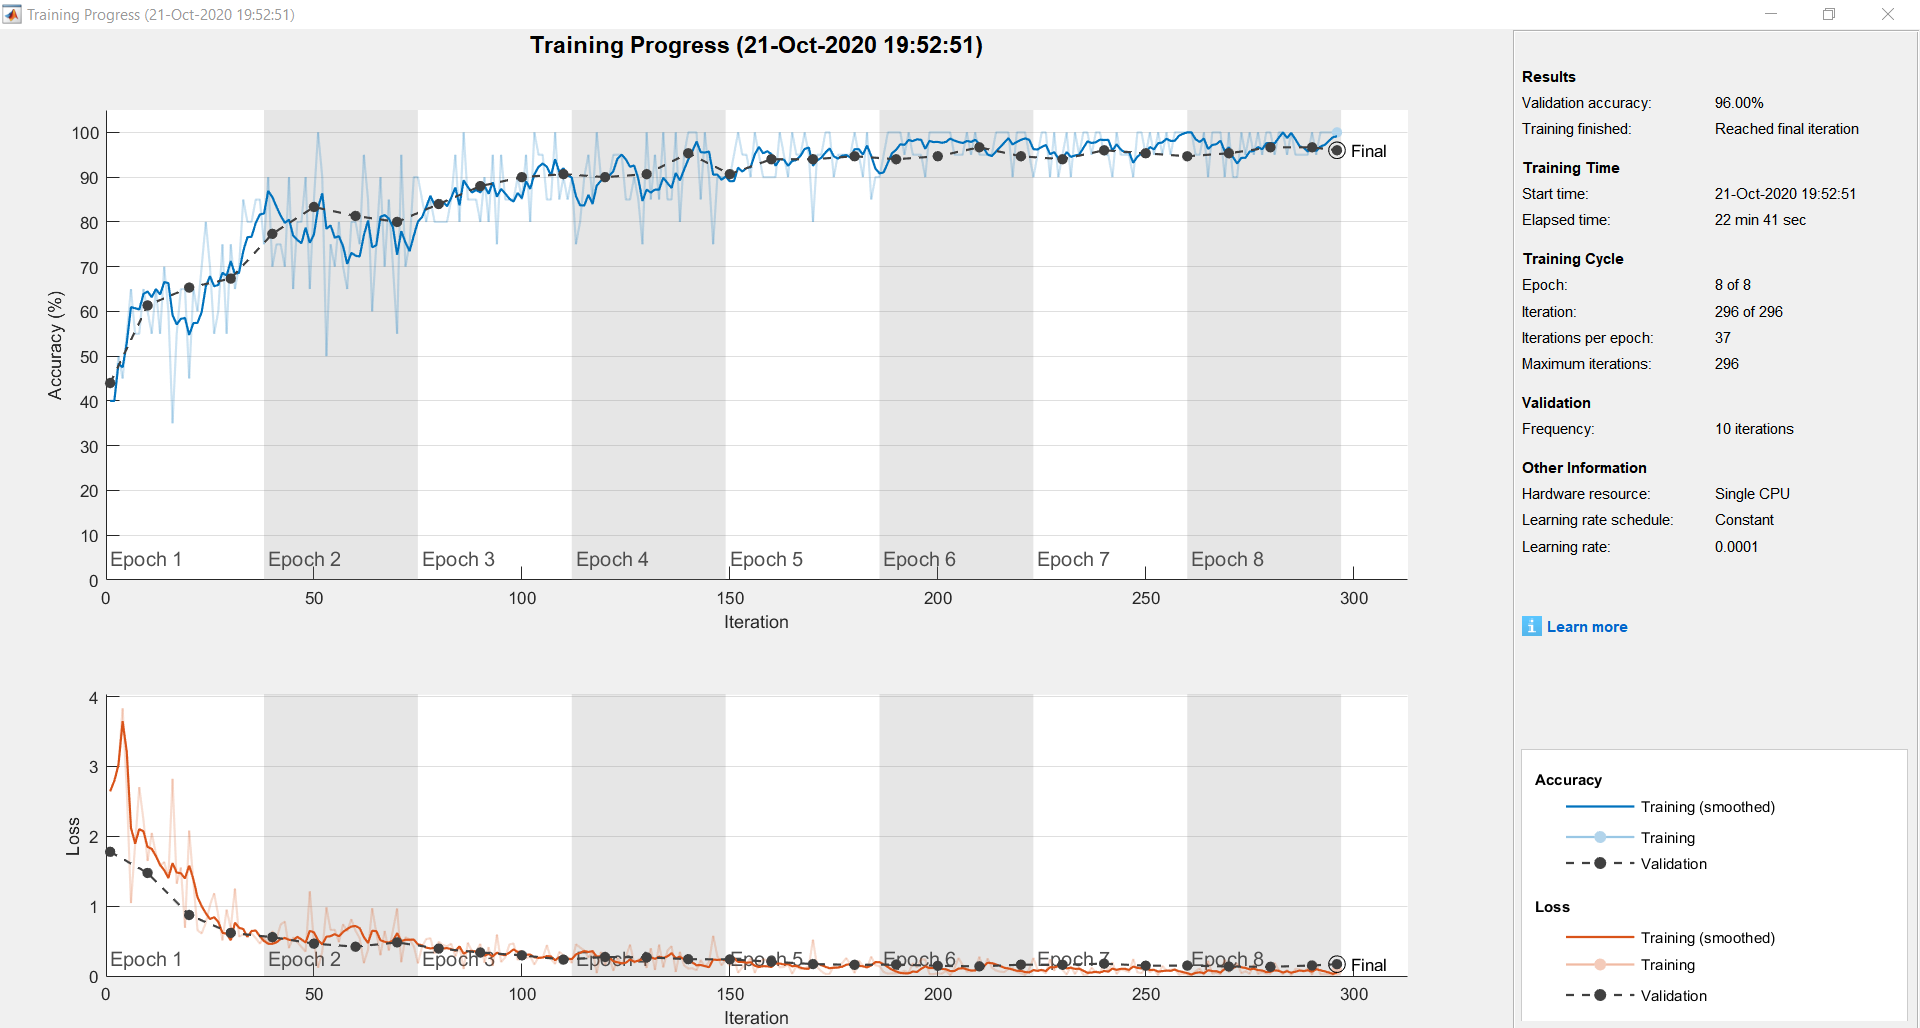 Training Progress (21-Oct-2020 19:52:51)
Training Progress (21-Oct-2020 19:52:51)
Accuracy (%)
100
90
80
70
60
50
40
30
20
10
0
Final
Epoch 1 Epoch 2 Epoch 3 Epoch 4 Epoch 5 Epoch 6 Epoch 7 Epoch 8
0 50 100 150 200 250 300
Iteration
Loss
4
3
2
1
0
Epoch 1 Epoch 2 Epoch 3 Epoch 4 Epoch 5 Epoch 6 Epoch 7 Epoch 8
Final
0 50 100 150 200 250 300
Iteration
Results
Validation accuracy: 96.00%
Training finished: Reached final iteration
Training Time
Start time: 21-Oct-2020 19:52:51
Elapsed time: 22 min 41 sec
Training Cycle
Epoch: 8 of 8
Iteration: 296 of 296
Iterations per epoch: 37
Maximum iterations: 296
Validation
Frequency: 10 iterations
Other Information
Hardware resource: Single CPU
Learning rate schedule: Constant
Learning rate: 0.0001
i Learn more
Accuracy
Training (smoothed)
Training
Validation
Loss
Training (smoothed)
Training
Validation